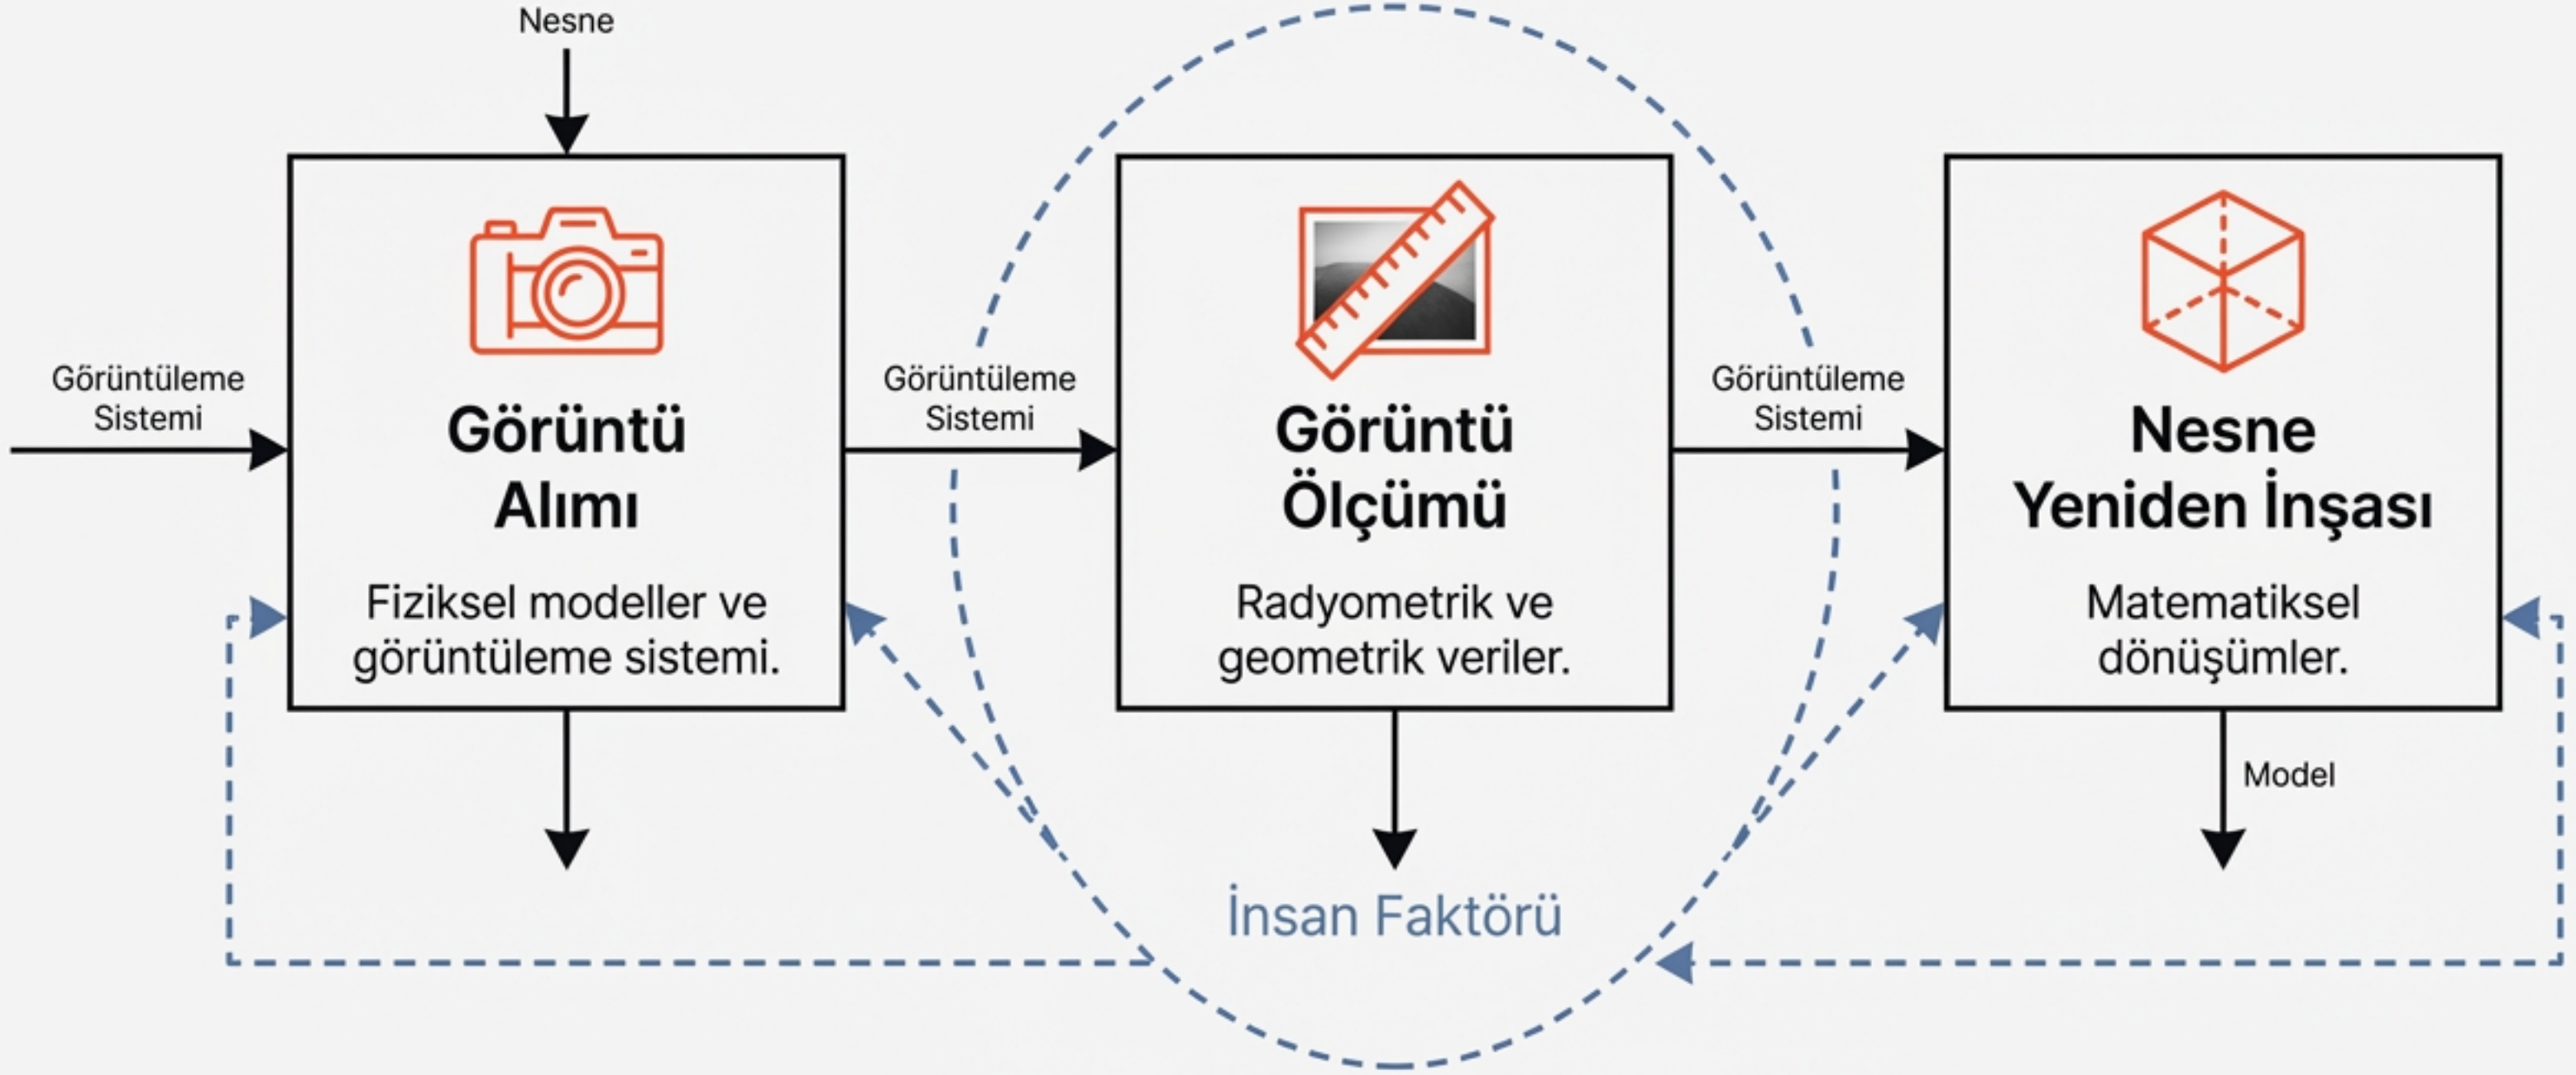 Nesne
Görüntüleme
Sistemi
Görüntü
Alımı
Fiziksel modeller ve
görüntüleme sistemi.
Görüntüleme
Sistemi
Görüntü
Ölçümü
Radyometrik ve
geometrik veriler.
Görüntüleme
Sistemi
Nesne
Yeniden İnşası
Matematiksel
dönüşümler.
Model
İnsan Faktörü